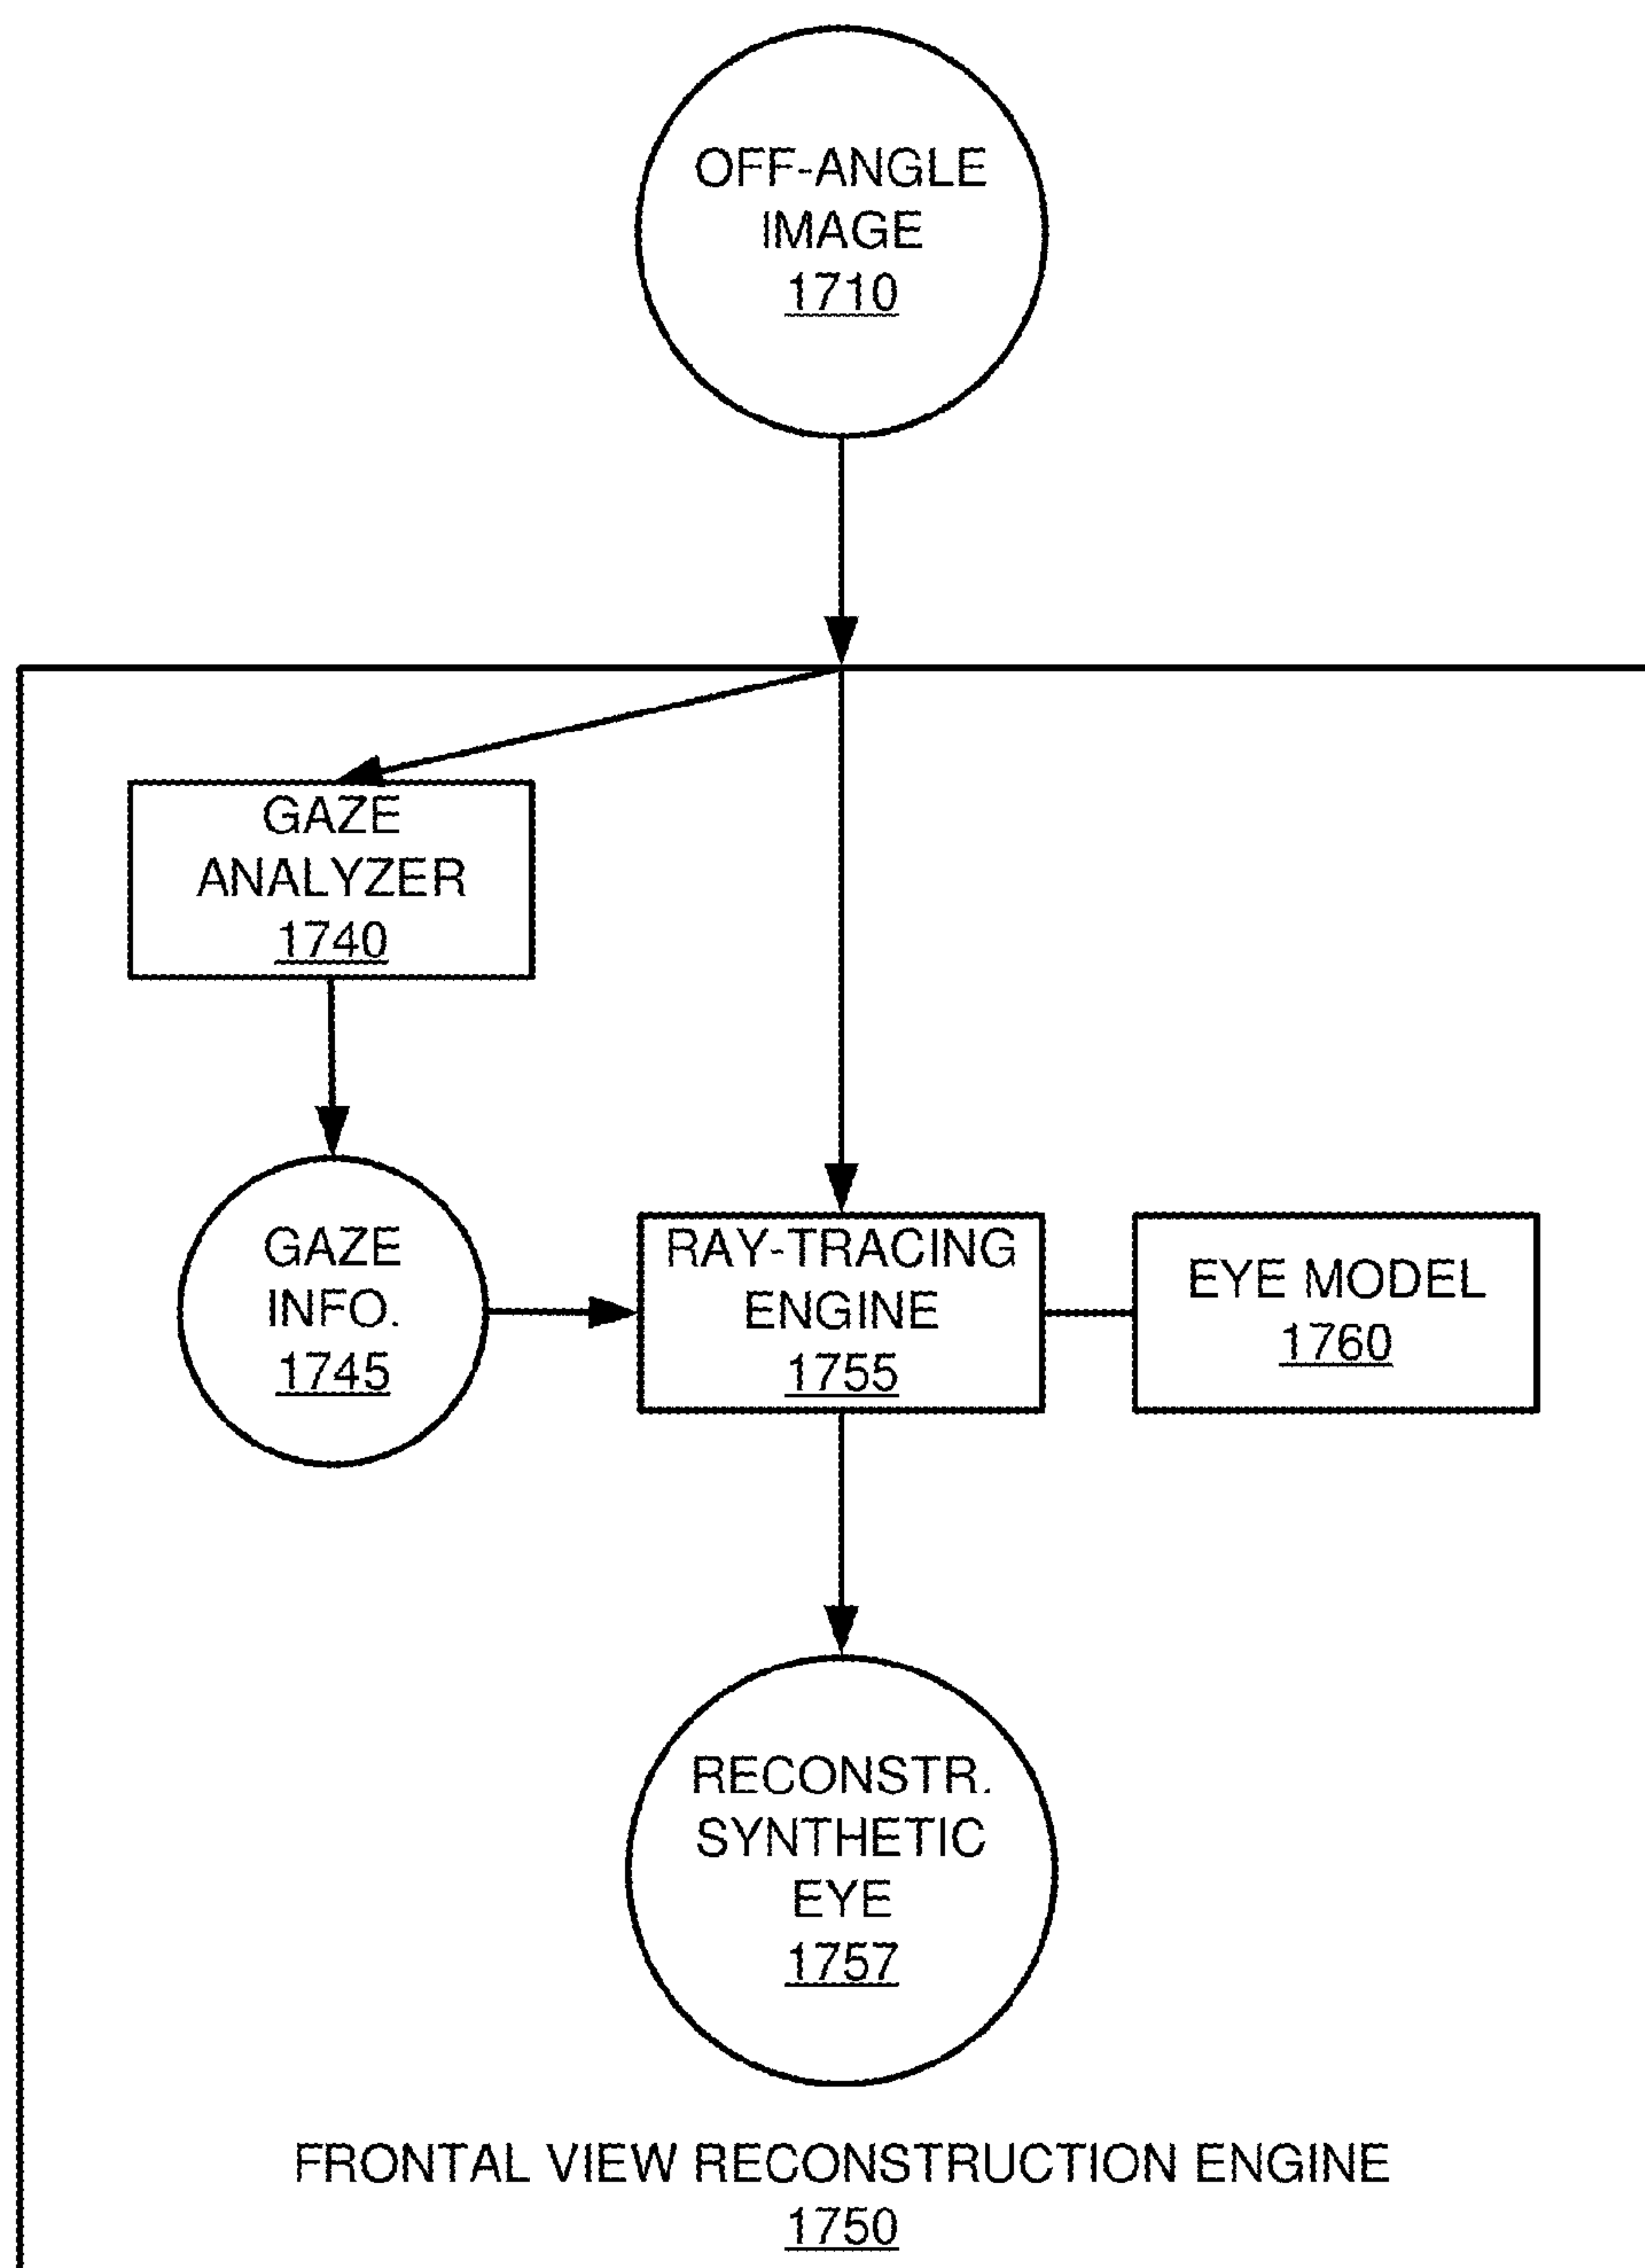 OFF-ANGLE
IMAGE
1710
GAZE
ANALYZER
1740
GAZE
INFO.
1745
RAY-TRACING
ENGINE
1755
EYE MODEL
1760
RECONSTR.
SYNTHETIC
EYE
1757
FRONTAL VIEW RECONSTRUCTION ENGINE
1750